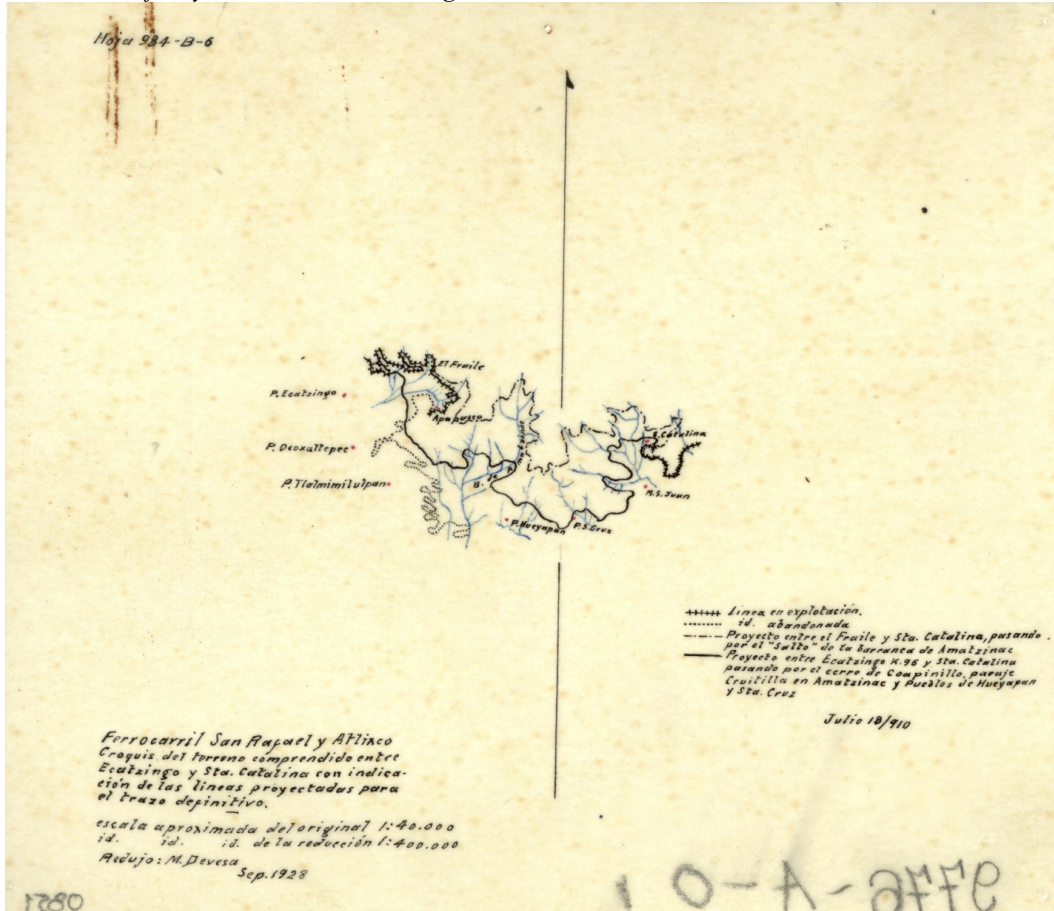 Hoja 984-B-6
El Fraile
P. Ecatzingo
Apapasco
S. Catalina
P. Ocoxaltepec
P. Tlalmimilulpan
B. de Amatzinac
R. S. Juan
P. Hueyapan
P. S. Cruz
Linea en explotación.
id. abandonada
Proyecto entre el Fraile y Sta. Catalina, pasando
por el "Salto" de la barranca de Amatzinac
Proyecto entre Ecatzingo K.96 y Sta. Catalina
pasando por el cerro de Coapinillo, paraje
Cruitilla en Amatzinac y Pueblos de Hueyapan
y Sta. Cruz
Julio 18/910
Ferrocarril San Rafael y Atlixco
Croquis del terreno comprendido entre
Ecatzingo y Sta. Catalina con indica-
ción de las lineas proyectadas para
el trazo definitivo.
escala aproximada del original 1:40.000
id. id. id. de la reducción 1:400.000
Redujo: M. Devesa
Sep. 1928
9776-A-0